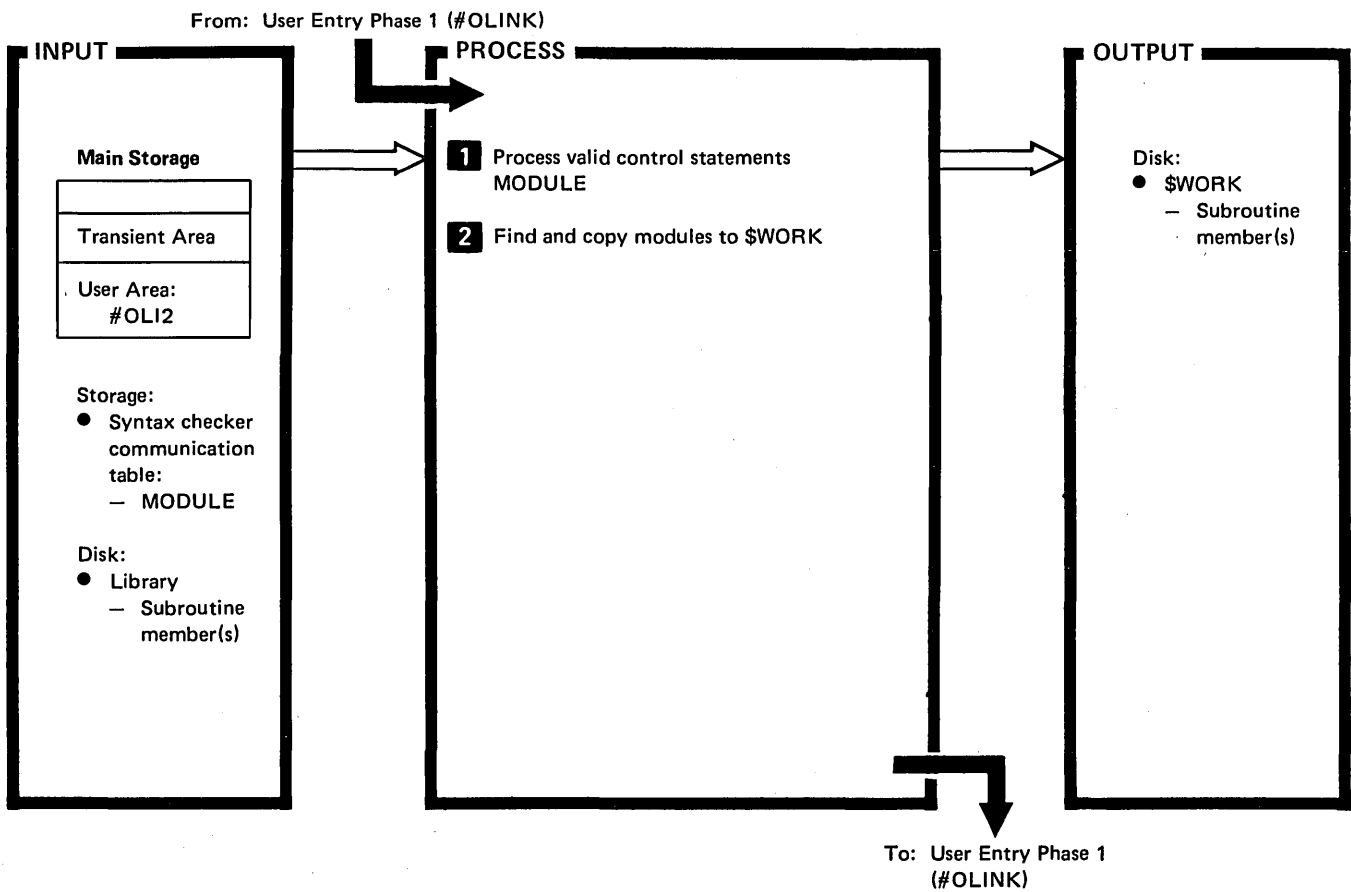 From: User Entry Phase 1 (#OLINK)
INPUT
Main Storage
Transient Area
User Area:
#OLI2
Storage:
● Syntax checker
communication
table:
– MODULE
Disk:
● Library
– Subroutine
member(s)
PROCESS
1 Process valid control statements
MODULE
2 Find and copy modules to $WORK
OUTPUT
Disk:
● $WORK
– Subroutine
member(s)
To: User Entry Phase 1
(#OLINK)